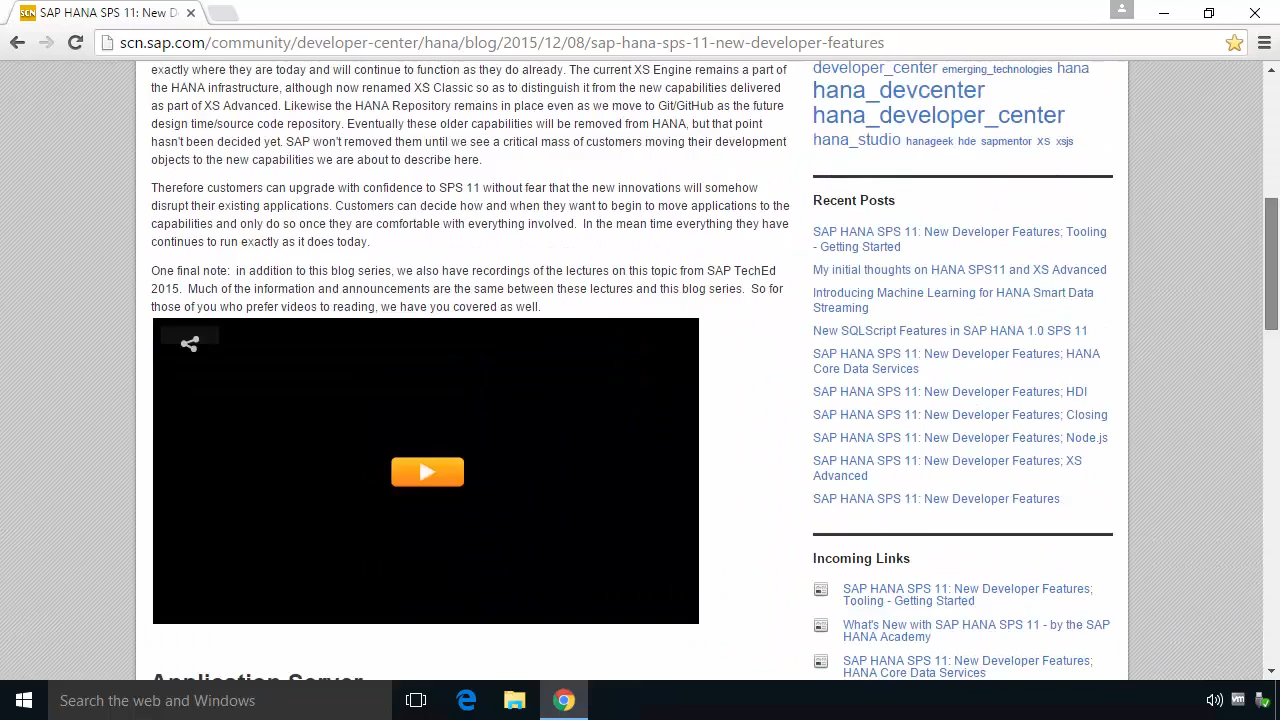 SAP HANA SPS 11: New D
scn.sap.com/community/developer-center/hana/blog/2015/12/08/sap-hana-sps-11-new-developer-features
exactly where they are today and will continue to function as they do already. The current XS Engine remains a part of
the HANA infrastructure, although now renamed XS Classic so as to distinguish it from the new capabilities delivered
as part of XS Advanced. Likewise the HANA Repository remains in place even as we move to Git/GitHub as the future
design time/source code repository. Eventually these older capabilities will be removed from HANA, but that point
hasn't been decided yet. SAP won't removed them until we see a critical mass of customers moving their development
objects to the new capabilities we are about to describe here.
Therefore customers can upgrade with confidence to SPS 11 without fear that the new innovations will somehow
disrupt their existing applications. Customers can decide how and when they want to begin to move applications to the
capabilities and only do so once they are comfortable with everything involved. In the mean time everything they have
continues to run exactly as it does today.
One final note: in addition to this blog series, we also have recordings of the lectures on this topic from SAP TechEd
2015. Much of the information and announcements are the same between these lectures and this blog series. So for
those of you who prefer videos to reading, we have you covered as well.
Application Server
developer_center emerging_technologies hana
hana_devcenter
hana_developer_center
hana_studio hanageek hde sapmentor xs xsjs
Recent Posts
SAP HANA SPS 11: New Developer Features; Tooling
- Getting Started
My initial thoughts on HANA SPS11 and XS Advanced
Introducing Machine Learning for HANA Smart Data
Streaming
New SQLScript Features in SAP HANA 1.0 SPS 11
SAP HANA SPS 11: New Developer Features; HANA
Core Data Services
SAP HANA SPS 11: New Developer Features; HDI
SAP HANA SPS 11: New Developer Features; Closing
SAP HANA SPS 11: New Developer Features; Node.js
SAP HANA SPS 11: New Developer Features; XS
Advanced
SAP HANA SPS 11: New Developer Features
Incoming Links
SAP HANA SPS 11: New Developer Features;
Tooling - Getting Started
What's New with SAP HANA SPS 11 - by the SAP
HANA Academy
SAP HANA SPS 11: New Developer Features;
HANA Core Data Services
Search the web and Windows